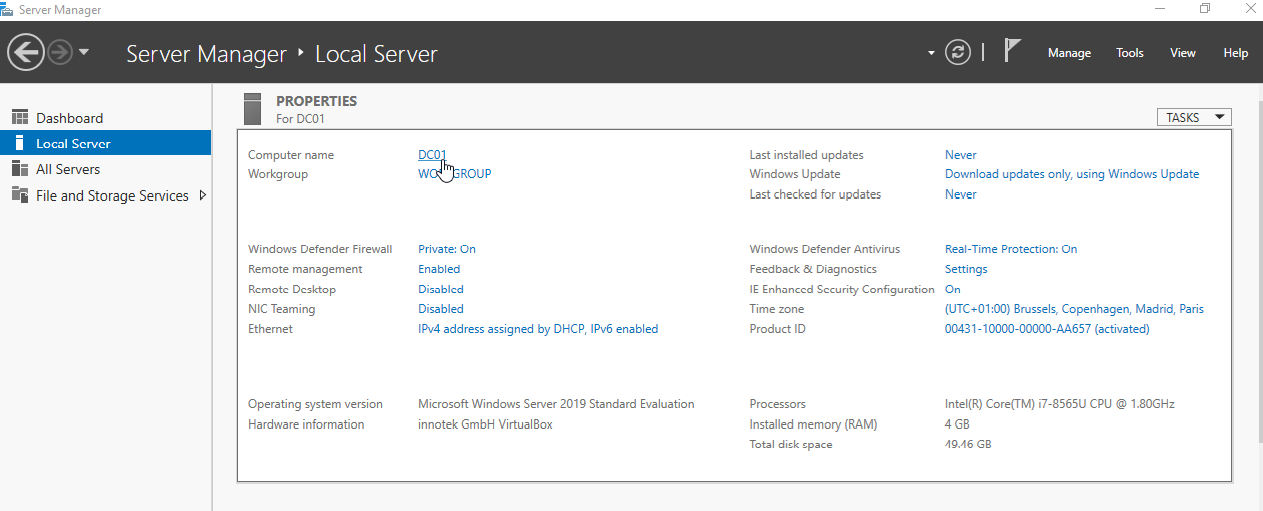 Server Manager
Server Manager ‣ Local Server
Manage Tools View Help
Dashboard
Local Server
All Servers
File and Storage Services
PROPERTIES
For DC01
TASKS
Computer name DC01
Workgroup WORKGROUP
Last installed updates Never
Windows Update Download updates only, using Windows Update
Last checked for updates Never
Windows Defender Firewall Private: On
Remote management Enabled
Remote Desktop Disabled
NIC Teaming Disabled
Ethernet IPv4 address assigned by DHCP, IPv6 enabled
Windows Defender Antivirus Real-Time Protection: On
Feedback & Diagnostics Settings
IE Enhanced Security Configuration On
Time zone (UTC+01:00) Brussels, Copenhagen, Madrid, Paris
Product ID 00431-10000-00000-AA657 (activated)
Operating system version Microsoft Windows Server 2019 Standard Evaluation
Hardware information innotek GmbH VirtualBox
Processors Intel(R) Core(TM) i7-8565U CPU @ 1.80GHz
Installed memory (RAM) 4 GB
Total disk space 49.46 GB